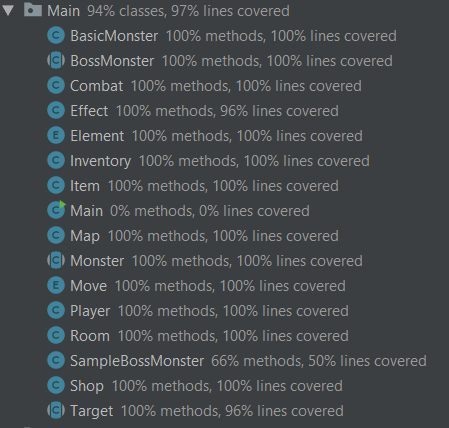 Main 94% classes, 97% lines covered
C BasicMonster 100% methods, 100% lines covered
C BossMonster 100% methods, 100% lines covered
C Combat 100% methods, 100% lines covered
C Effect 100% methods, 96% lines covered
E Element 100% methods, 100% lines covered
C Inventory 100% methods, 100% lines covered
C Item 100% methods, 100% lines covered
C Main 0% methods, 0% lines covered
C Map 100% methods, 100% lines covered
C Monster 100% methods, 100% lines covered
E Move 100% methods, 100% lines covered
C Player 100% methods, 100% lines covered
C Room 100% methods, 100% lines covered
C SampleBossMonster 66% methods, 50% lines covered
C Shop 100% methods, 100% lines covered
C Target 100% methods, 96% lines covered